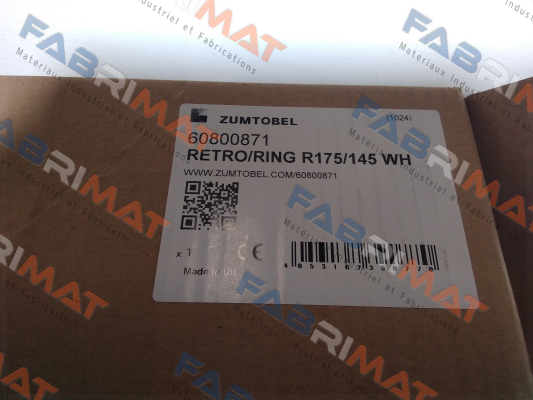 FABRIMAT
Matériaux Industriel et Fabrications
ZUMTOBEL
(1024)
60800871
RETRO/RING R175/145 WH
WWW.ZUMTOBEL.COM/60800871
x 1
CE
Made in UK